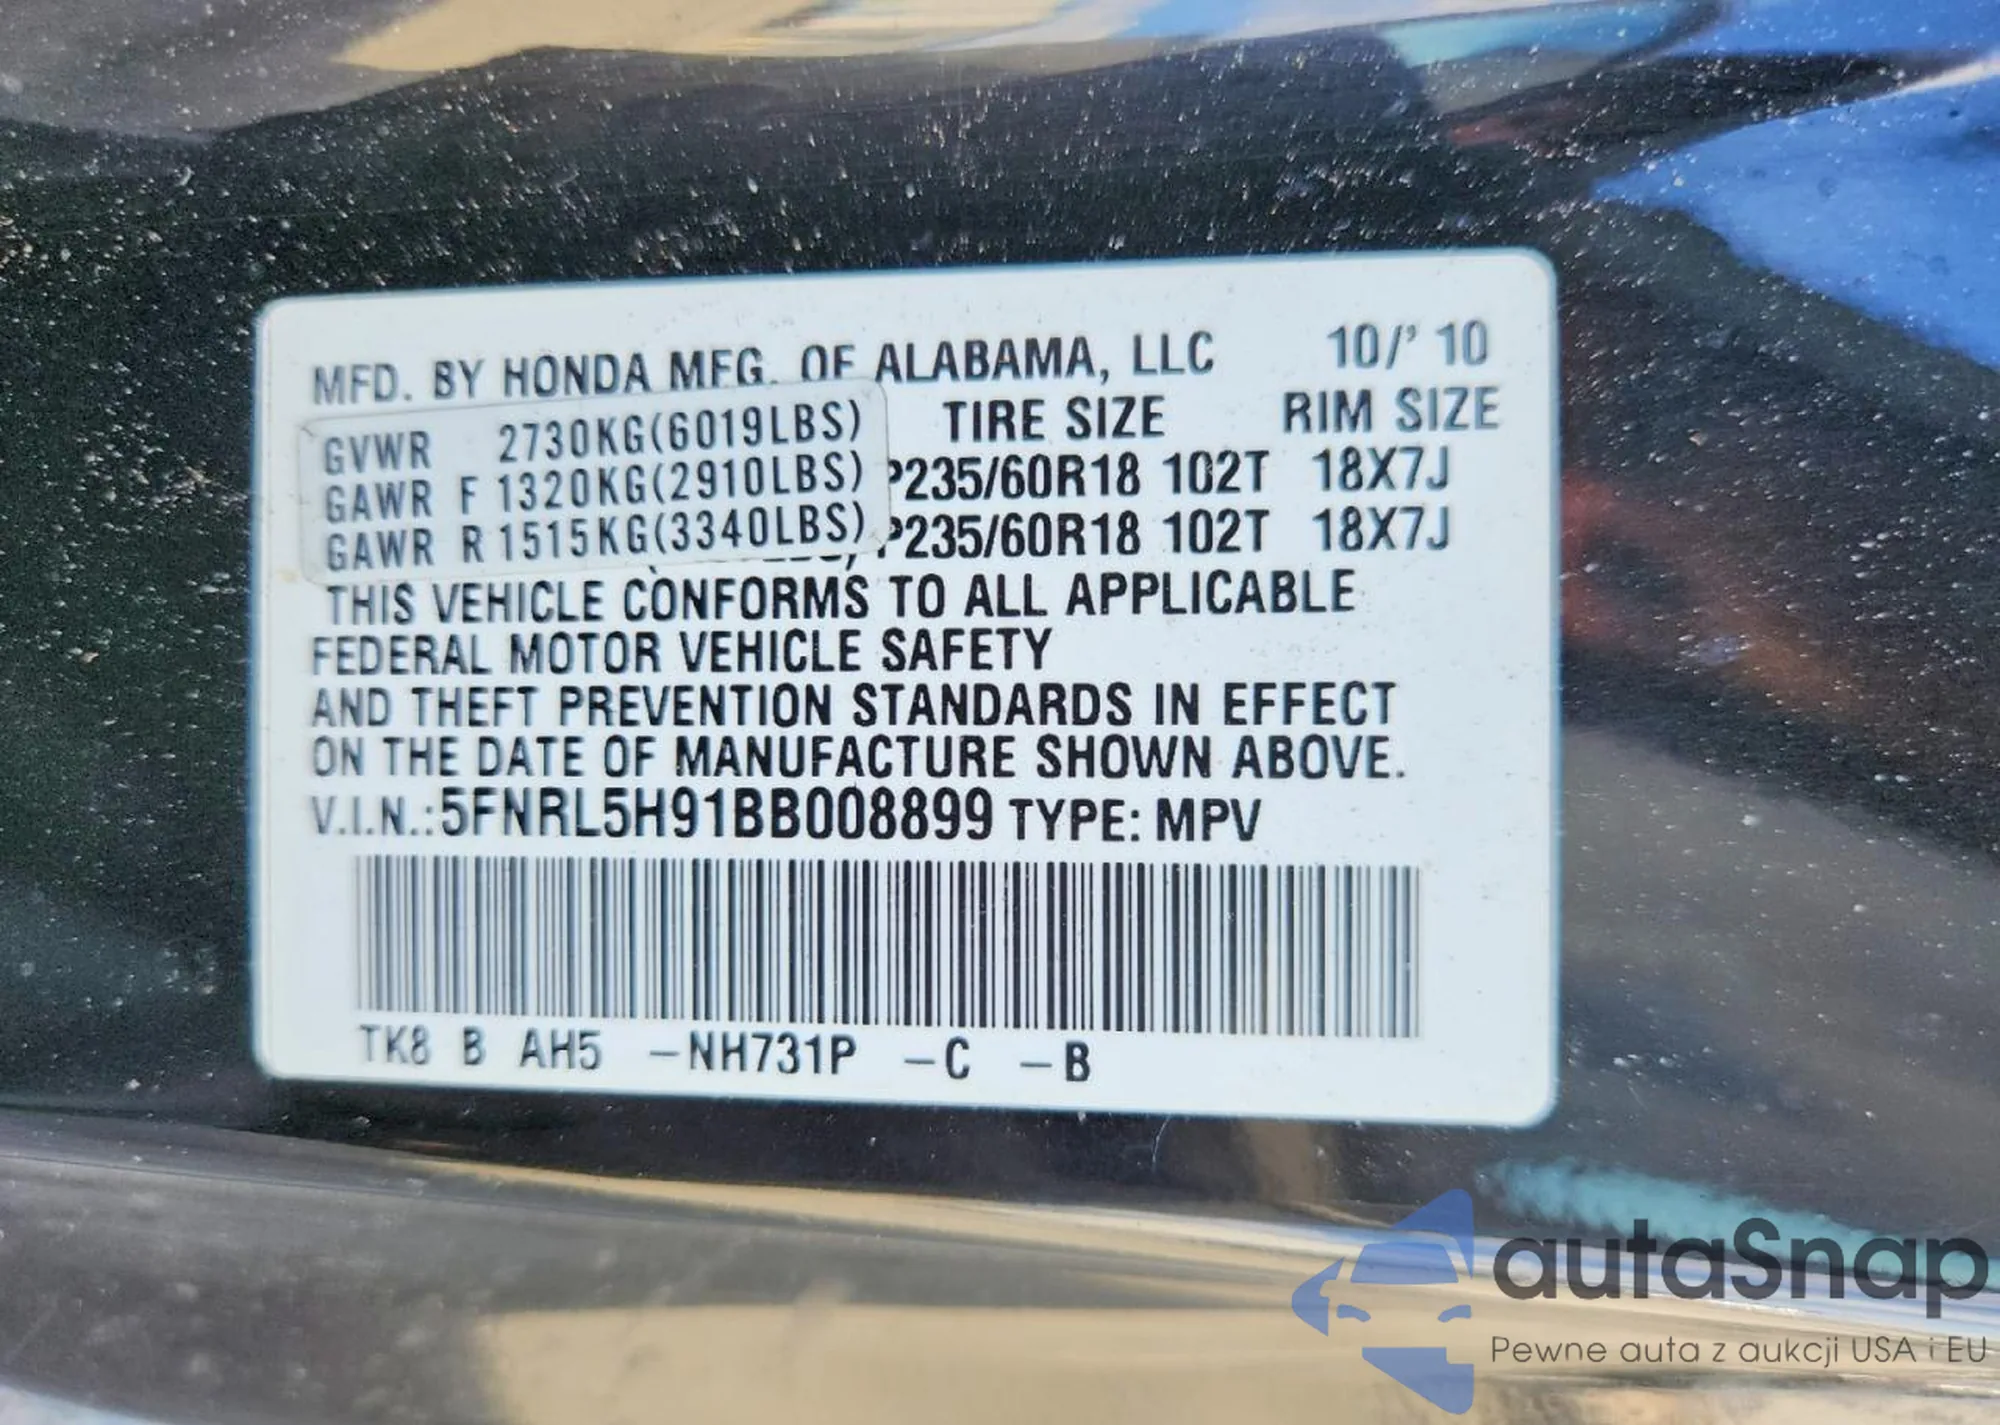 MFD. BY HONDA MFG. OF ALABAMA, LLC 10/' 10
TIRE SIZE RIM SIZE
GVWR 2730KG(6019LBS)
GAWR F 1320KG(2910LBS) P235/60R18 102T 18X7J
GAWR R 1515KG(3340LBS) P235/60R18 102T 18X7J
THIS VEHICLE CONFORMS TO ALL APPLICABLE
FEDERAL MOTOR VEHICLE SAFETY
AND THEFT PREVENTION STANDARDS IN EFFECT
ON THE DATE OF MANUFACTURE SHOWN ABOVE.
V.I.N.:5FNRL5H91BB008899 TYPE: MPV
TK8 B AH5 –NH731P –C –B
autaSnap
Pewne auta z aukcji USA i EU